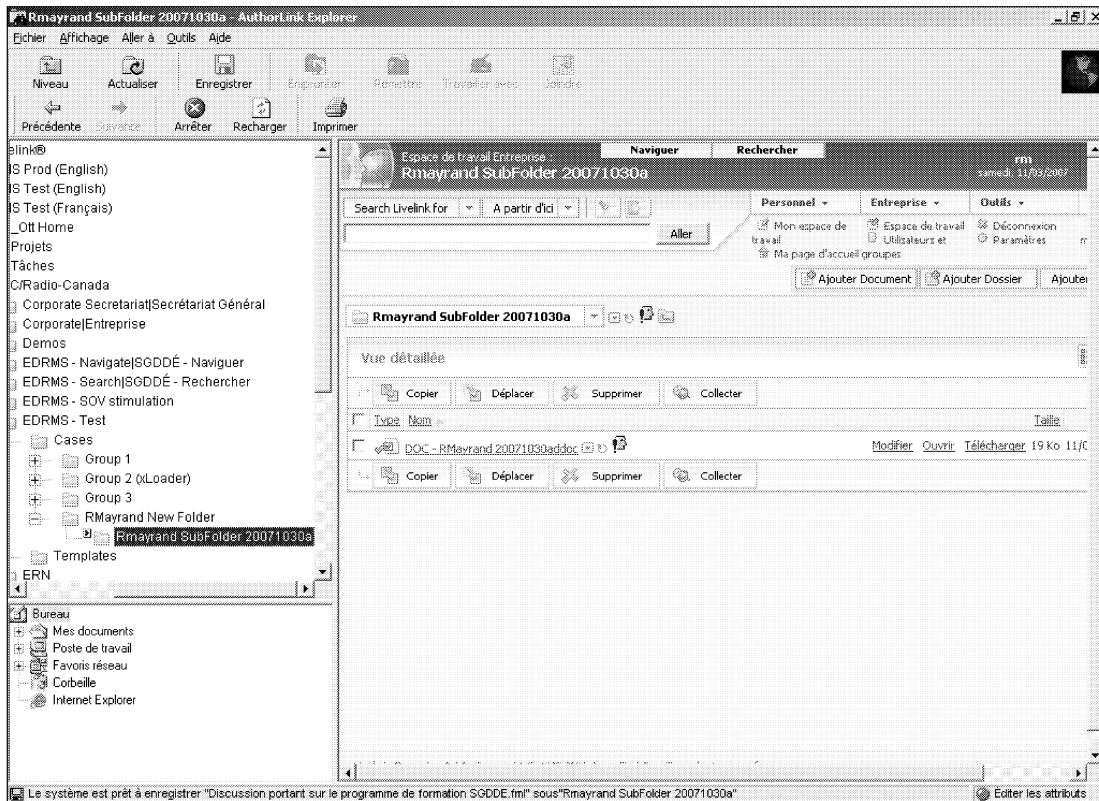 Rmayrand SubFolder 20071030a - AuthorLink Explorer
Fichier Affichage Aller à Outils Aide
Niveau Actualiser Enregistrer Emprunter Remettre Travailler avec Joindre
Précédente Suivante Arrêter Recharger Imprimer
elink®
IS Prod (English)
IS Test (English)
IS Test (Français)
_Ott Home
Projets
Tâches
C/Radio-Canada
Corporate Secretariat|Secrétariat Général
Corporate|Entreprise
Demos
EDRMS - Navigate|SGDDÉ - Naviguer
EDRMS - Search|SGDDÉ - Rechercher
EDRMS - SOV stimulation
EDRMS - Test
Cases
Group 1
Group 2 (xLoader)
Group 3
RMayrand New Folder
Rmayrand SubFolder 20071030a
Templates
ERN
Bureau
Mes documents
Poste de travail
Favoris réseau
Corbeille
Internet Explorer
Naviguer Rechercher
Espace de travail Entreprise :
Rmayrand SubFolder 20071030a
rm
samedi, 11/03/2007
Search Livelink for A partir d'ici
Aller
Personnel Entreprise Outils
Mon espace de travail
Ma page d'accueil
Espace de travail
Utilisateurs et groupes
Déconnexion
Paramètres
Ajouter Document Ajouter Dossier Ajouter
Rmayrand SubFolder 20071030a
Vue détaillée
Copier Déplacer Supprimer Collecter
Type Nom Taille
DOC - RMayrand 20071030addoc Modifier Ouvrir Télécharger 19 Ko 11/0
Copier Déplacer Supprimer Collecter
Le système est prêt à enregistrer "Discussion portant sur le programme de formation SGDDE.fml" sous"Rmayrand SubFolder 20071030a" Éditer les attributs